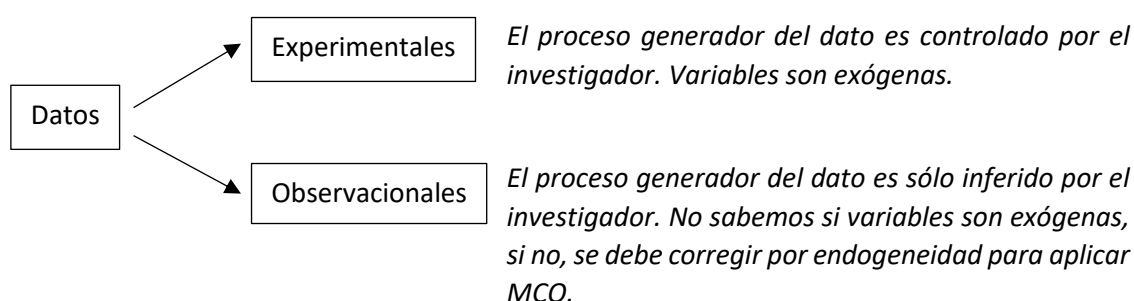 Datos
Experimentales
El proceso generador del dato es controlado por el
investigador. Variables son exógenas.
Observacionales
El proceso generador del dato es sólo inferido por el
investigador. No sabemos si variables son exógenas,
si no, se debe corregir por endogeneidad para aplicar
MCO.